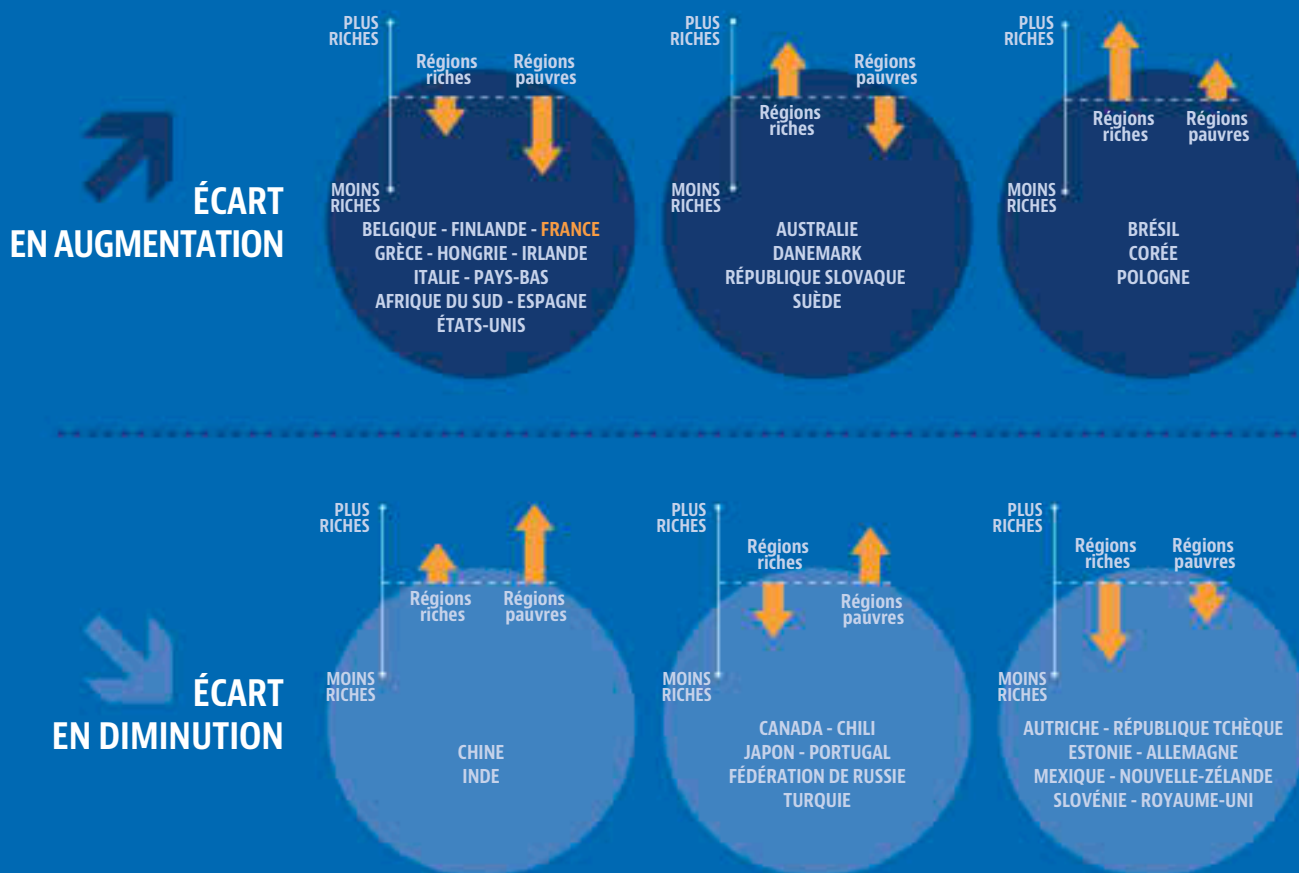 ÉCART
EN AUGMENTATION
PLUS
RICHES
Régions
riches
Régions
pauvres
MOINS
RICHES
BELGIQUE - FINLANDE - FRANCE
GRÈCE - HONGRIE - IRLANDE
ITALIE - PAYS-BAS
AFRIQUE DU SUD - ESPAGNE
ÉTATS-UNIS
PLUS
RICHES
Régions
riches
Régions
pauvres
MOINS
RICHES
AUSTRALIE
DANEMARK
RÉPUBLIQUE SLOVAQUE
SUÈDE
PLUS
RICHES
Régions
riches
Régions
pauvres
MOINS
RICHES
BRÉSIL
CORÉE
POLOGNE
ÉCART
EN DIMINUTION
PLUS
RICHES
Régions
riches
Régions
pauvres
MOINS
RICHES
CHINE
INDE
PLUS
RICHES
Régions
riches
Régions
pauvres
MOINS
RICHES
CANADA - CHILI
JAPON - PORTUGAL
FÉDÉRATION DE RUSSIE
TURQUIE
PLUS
RICHES
Régions
riches
Régions
pauvres
MOINS
RICHES
AUTRICHE - RÉPUBLIQUE TCHÈQUE
ESTONIE - ALLEMAGNE
MEXIQUE - NOUVELLE-ZÉLANDE
SLOVÉNIE - ROYAUME-UNI